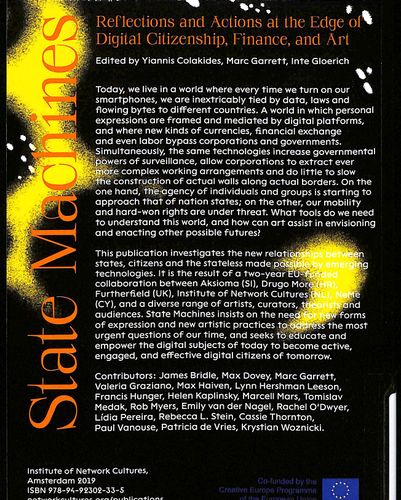 State Machines
Reflections and Actions at the Edge of
Digital Citizenship, Finance, and Art
Edited by Yiannis Colakides, Marc Garrett, Inte Gloerich
Today, we live in a world where every time we turn on our
smartphones, we are inextricably tied by data, laws and
flowing bytes to different countries. A world in which personal
expressions are framed and mediated by digital platforms,
and where new kinds of currencies, financial exchange
and even labor bypass corporations and governments.
Simultaneously, the same technologies increase governmental
powers of surveillance, allow corporations to extract ever
more complex working arrangements and do little to slow
the construction of actual walls along actual borders. On the
one hand, the agency of individuals and groups is starting to
approach that of nation states; on the other, our mobility
and hard-won rights are under threat. What tools do we need
to understand this world, and how can art assist in envisioning
and enacting other possible futures?
This publication investigates the new relationships between
states, citizens and the stateless made possible by emerging
technologies. It is the result of a two-year EU-funded
collaboration between Aksioma (SI), Drugo More (HR),
Furtherfield (UK), Institute of Network Cultures (NL), NeMe
(CY), and a diverse range of artists, curators, theorists and
audiences. State Machines insists on the need for new forms
of expression and new artistic practices to address the most
urgent questions of our time, and seeks to educate and
empower the digital subjects of today to become active,
engaged, and effective digital citizens of tomorrow.
Contributors: James Bridle, Max Dovey, Marc Garrett,
Valeria Graziano, Max Haiven, Lynn Hershman Leeson,
Francis Hunger, Helen Kaplinsky, Marcell Mars, Tomislav
Medak, Rob Myers, Emily van der Nagel, Rachel O'Dwyer,
Lídia Pereira, Rebecca L. Stein, Cassie Thornton,
Paul Vanouse, Patricia de Vries, Krystian Woznicki.
Institute of Network Cultures,
Amsterdam 2019
ISBN 978-94-92302-33-5
networkcultures.org/publications
Co-funded by the
Creative Europe Programme
of the European Union